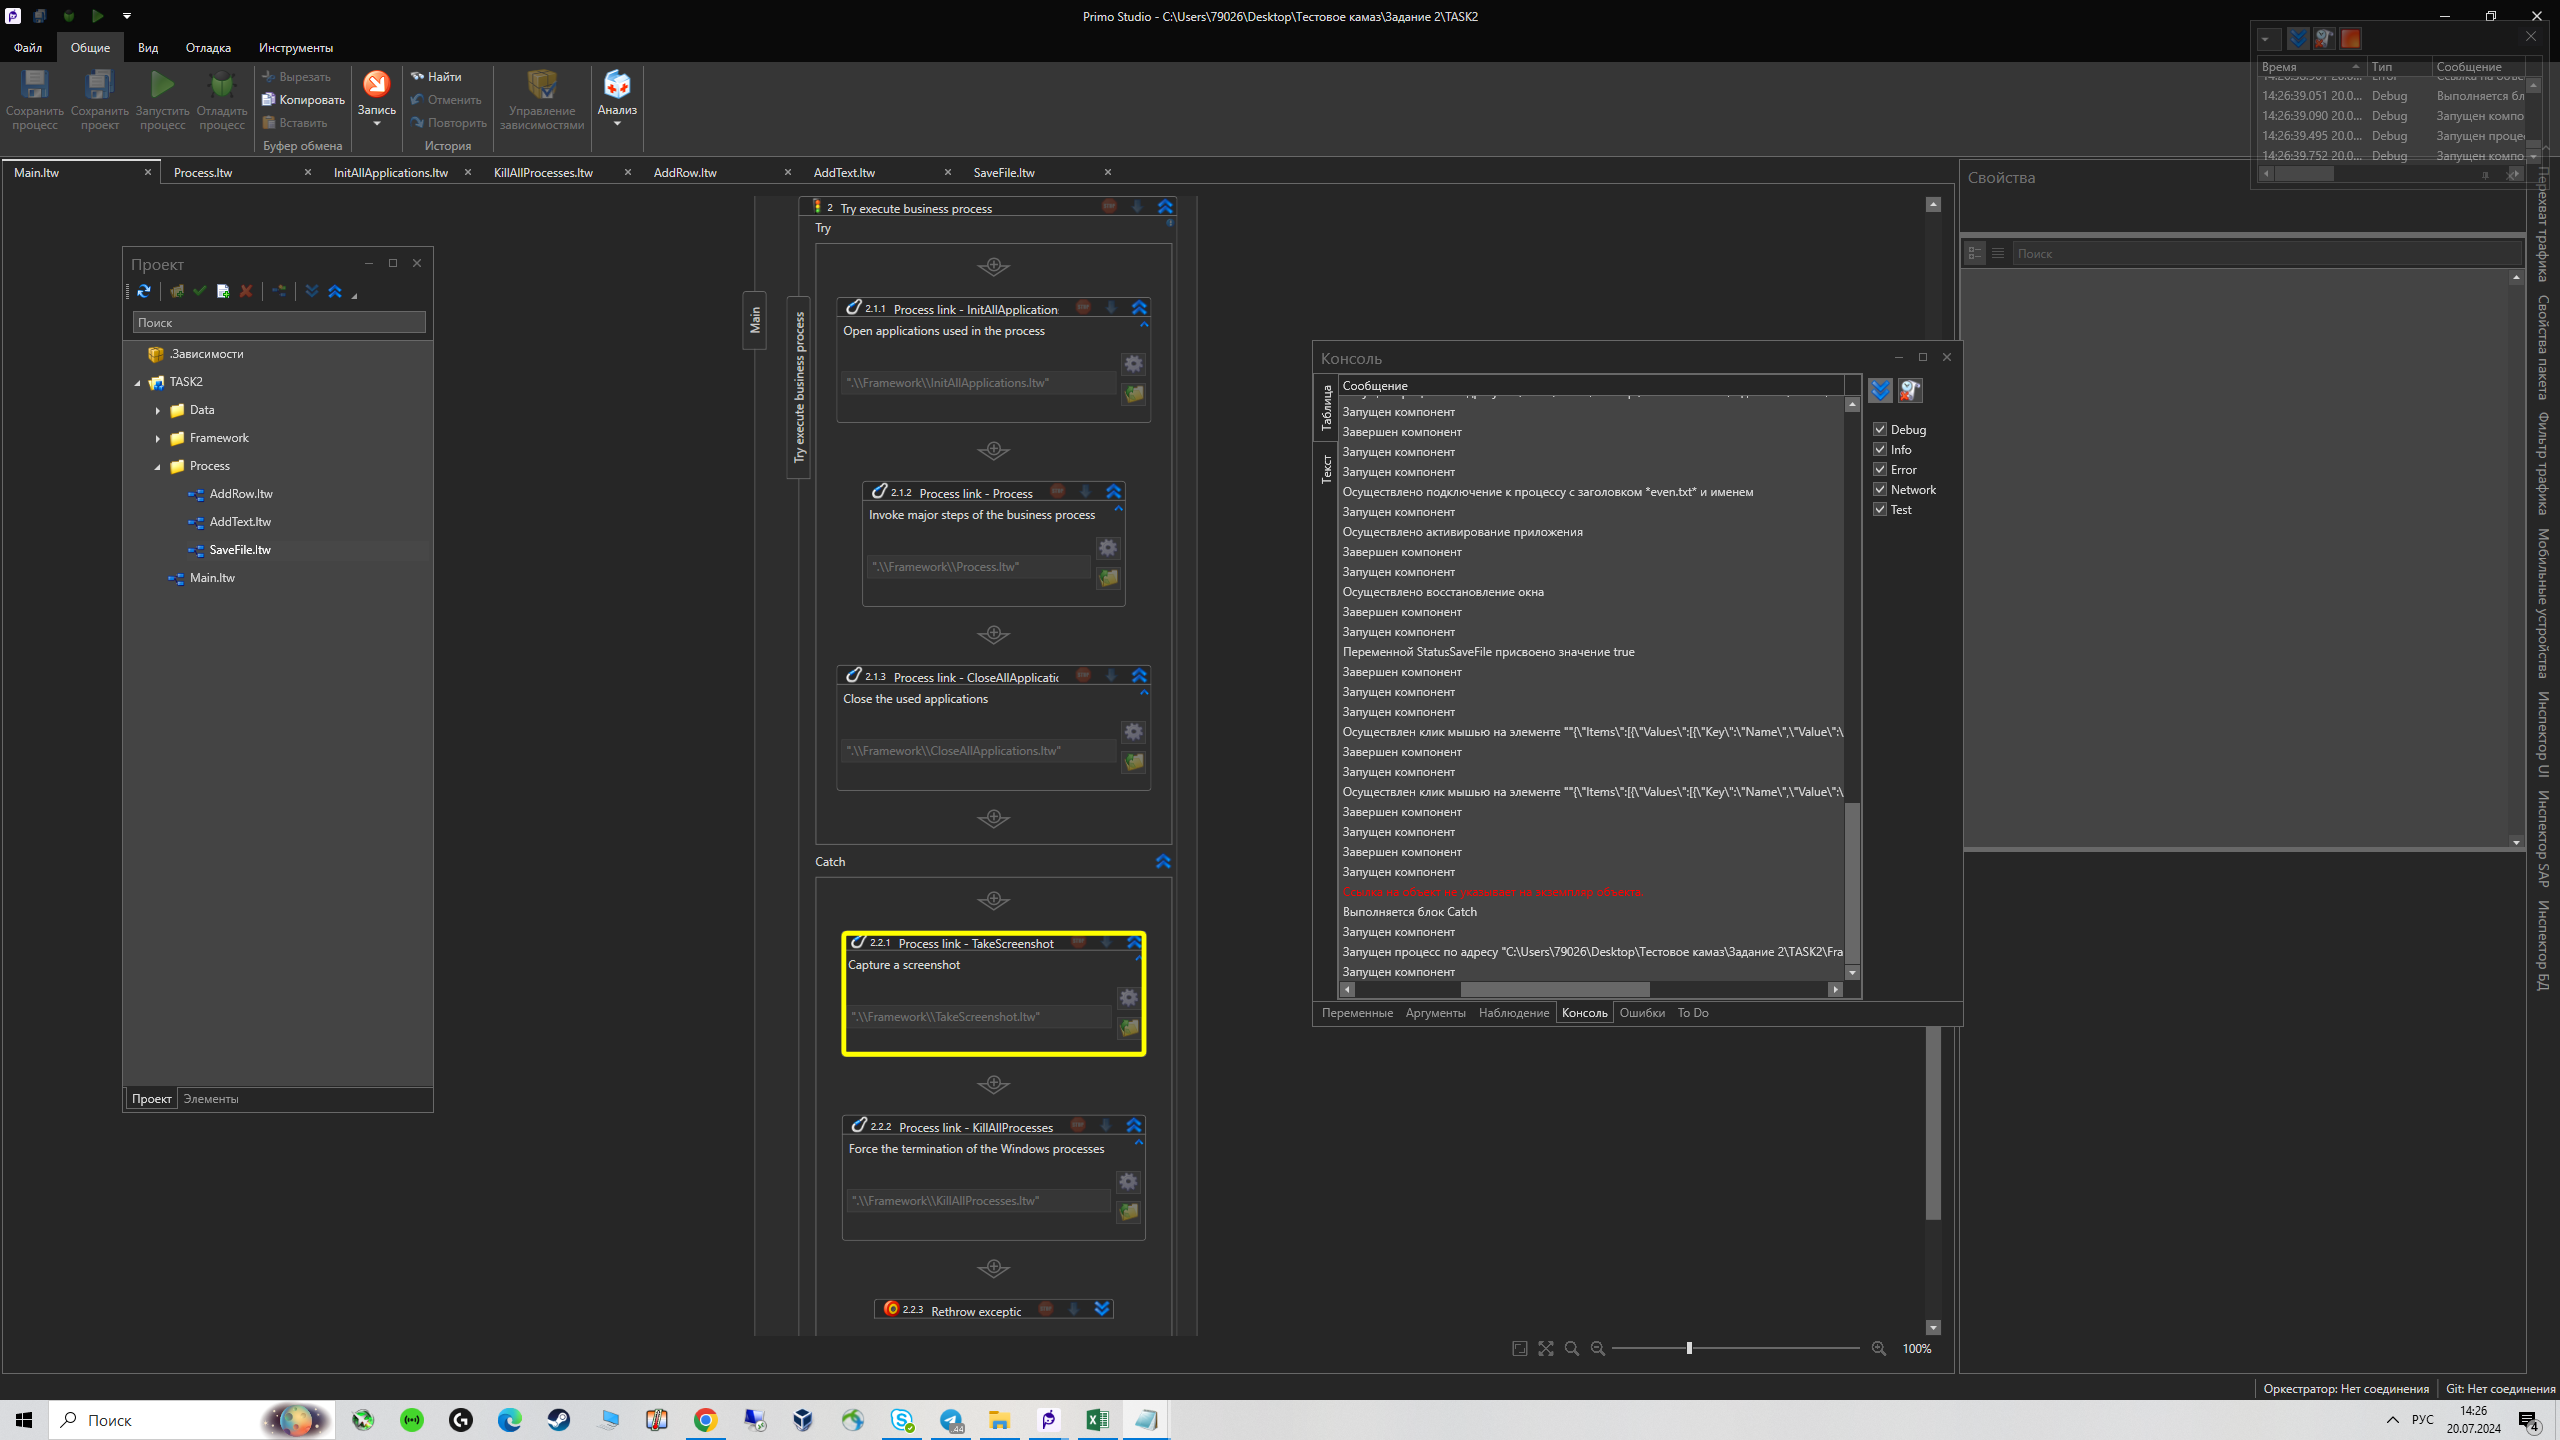 Primo Studio - C:\Users\79026\Desktop\Тестовое камаз\Задание 2\TASK2
Файл
Общие
Вид
Отладка
Инструменты
Сохранить процесс
Сохранить проект
Запустить процесс
Отладить процесс
Вырезать
Копировать
Вставить
Буфер обмена
Запись
Найти
Отменить
Повторить
История
Управление зависимостями
Анализ
Время
Тип
Сообщение
14:26:39.051 20.0... Debug Выполняется бл
14:26:39.090 20.0... Debug Запущен компо
14:26:39.495 20.0... Debug Запущен проце
14:26:39.752 20.0... Debug Запущен компо
Main.ltw
Process.ltw
InitAllApplications.ltw
KillAllProcesses.ltw
AddRow.ltw
AddText.ltw
SaveFile.ltw
Проект
Поиск
.Зависимости
TASK2
Data
Framework
Process
AddRow.ltw
AddText.ltw
SaveFile.ltw
Main.ltw
Проект
Элементы
Main
Try execute business process
2 Try execute business process
Try
2.1.1 Process link - InitAllApplication
Open applications used in the process
".\\Framework\\InitAllApplications.ltw"
2.1.2 Process link - Process
Invoke major steps of the business process
".\\Framework\\Process.ltw"
2.1.3 Process link - CloseAllApplicatic
Close the used applications
".\\Framework\\CloseAllApplications.ltw"
Catch
2.2.1 Process link - TakeScreenshot
Capture a screenshot
".\\Framework\\TakeScreenshot.ltw"
2.2.2 Process link - KillAllProcesses
Force the termination of the Windows processes
".\\Framework\\KillAllProcesses.ltw"
2.2.3 Rethrow exceptic
Консоль
Таблица
Текст
Сообщение
Запущен компонент
Завершен компонент
Запущен компонент
Запущен компонент
Осуществлено подключение к процессу с заголовком *even.txt* и именем
Запущен компонент
Осуществлено активирование приложения
Завершен компонент
Запущен компонент
Осуществлено восстановление окна
Завершен компонент
Запущен компонент
Переменной StatusSaveFile присвоено значение true
Завершен компонент
Запущен компонент
Запущен компонент
Осуществлен клик мышью на элементе ""{\"Items\":[{\"Values\":[{\"Key\":\"Name\",\"Value\":\
Завершен компонент
Запущен компонент
Осуществлен клик мышью на элементе ""{\"Items\":[{\"Values\":[{\"Key\":\"Name\",\"Value\":\
Завершен компонент
Запущен компонент
Завершен компонент
Запущен компонент
Ссылка на объект не указывает на экземпляр объекта.
Выполняется блок Catch
Запущен компонент
Запущен процесс по адресу "C:\Users\79026\Desktop\Тестовое камаз\Задание 2\TASK2\Fra
Запущен компонент
Debug
Info
Error
Network
Test
Переменные
Аргументы
Наблюдение
Консоль
Ошибки
To Do
100%
Свойства
Поиск
Перехват трафика
Свойства пакета
Фильтр трафика
Мобильные устройства
Инспектор UI
Инспектор SAP
Инспектор БД
Оркестратор: Нет соединения
Git: Нет соединения
Поиск
44
РУС
14:26
20.07.2024
4